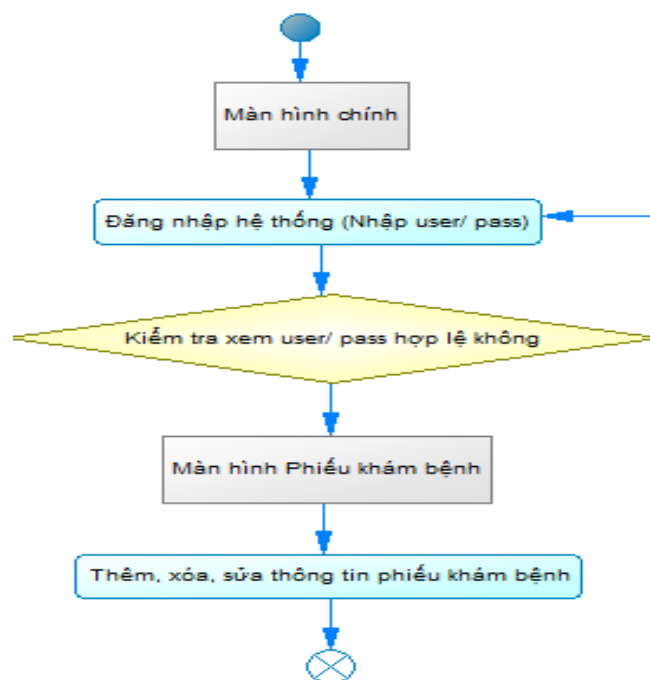 Màn hình chính
Đăng nhập hệ thống (Nhập user/ pass)
Kiểm tra xem user/ pass hợp lệ không
Màn hình Phiếu khám bệnh
Thêm, xóa, sửa thông tin phiếu khám bệnh